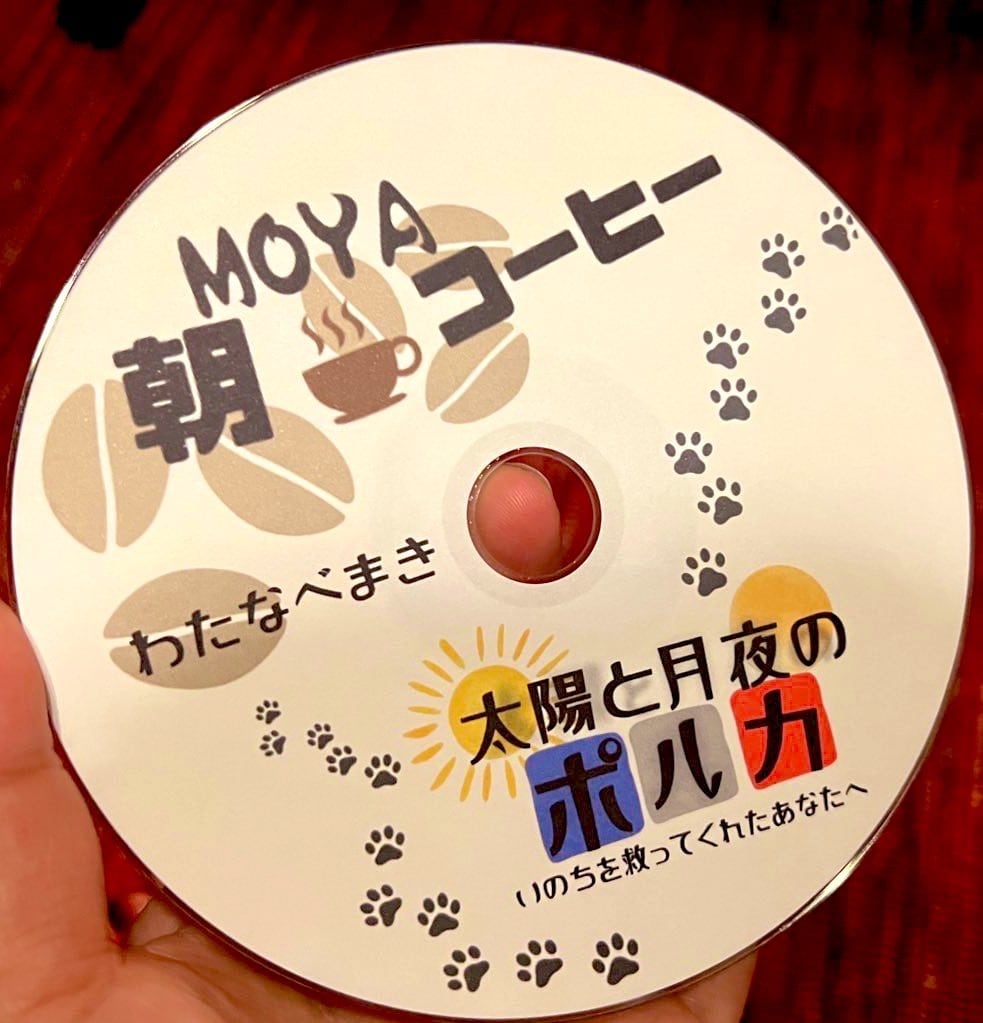 MOYA
朝コーヒー
わたなべまき
太陽と月夜の
ポルカ
いのちを救ってくれたあなたへ